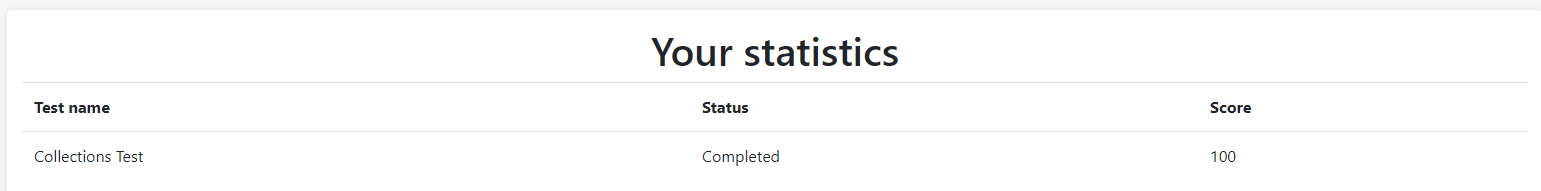 Your statistics
Test name Status Score
Collections Test Completed 100